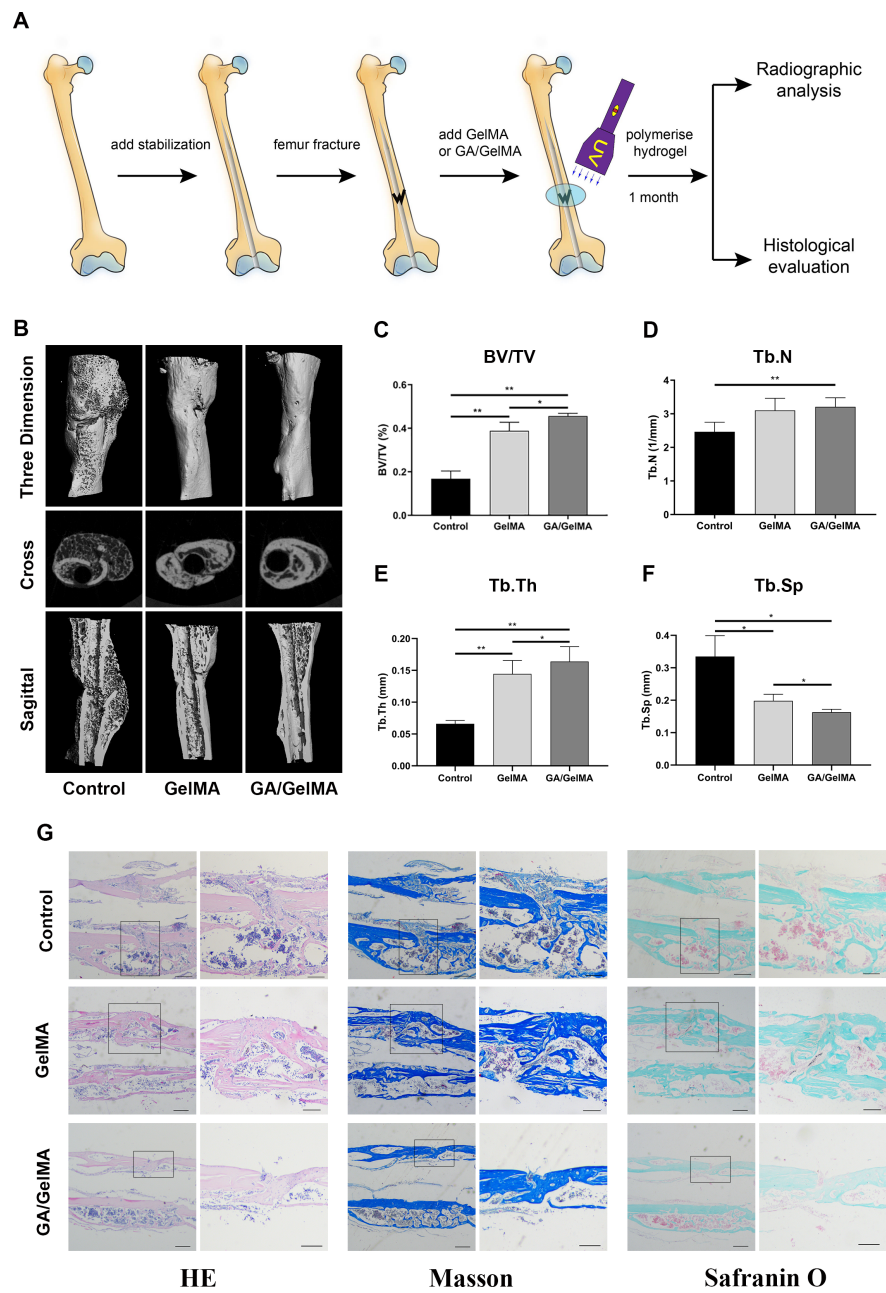 A
add stabilization
femur fracture
add GelMA
or GA/GelMA
UV
polymerise
hydrogel
1 month
Radiographic
analysis
Histological
evaluation
B
Three Dimension
Cross
Sagittal
Control
GelMA
GA/GelMA
C
BV/TV
BV/TV (%)
0.6
0.4
0.2
0.0
**
**
*
Control
GelMA
GA/GelMA
D
Tb.N
Tb.N (1/mm)
4
3
2
1
0
**
Control
GelMA
GA/GelMA
E
Tb.Th
Tb.Th (mm)
0.20
0.15
0.10
0.05
0.00
**
**
*
Control
GelMA
GA/GelMA
F
Tb.Sp
Tb.Sp (mm)
0.4
0.3
0.2
0.1
0.0
*
*
*
Control
GelMA
GA/GelMA
G
Control
GelMA
GA/GelMA
HE
Masson
Safranin O